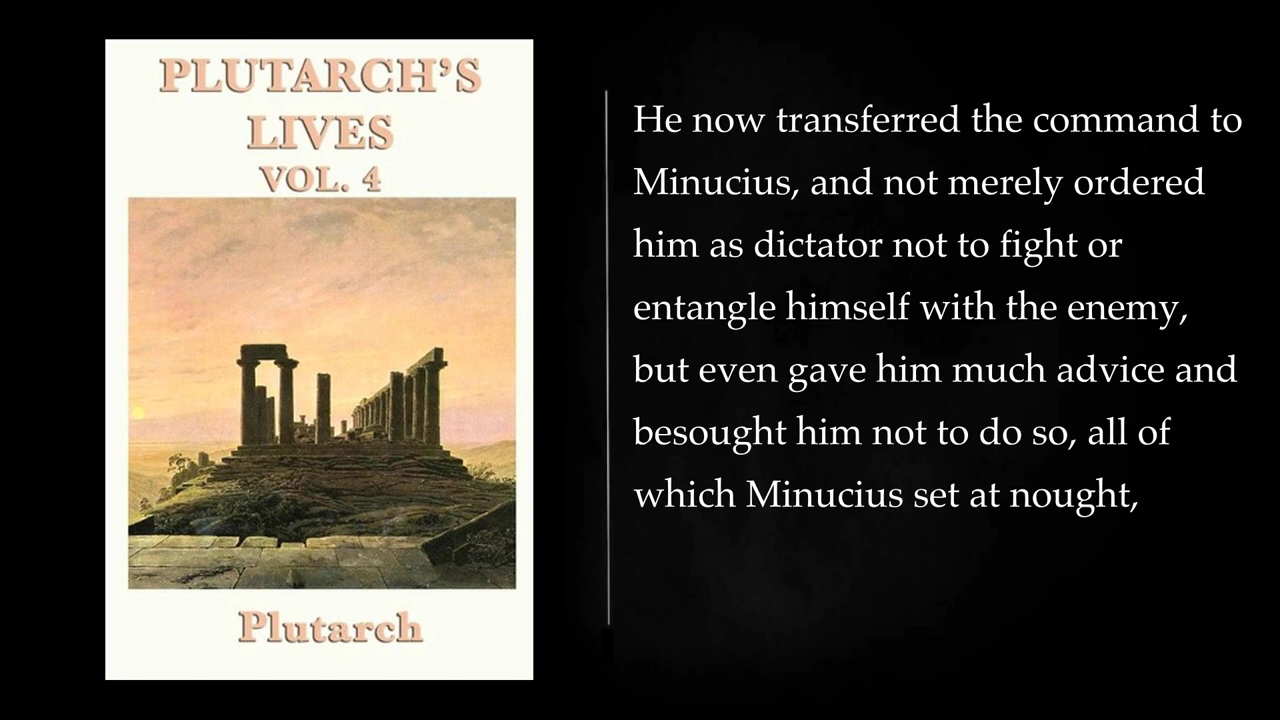 PLUTARCH'S
LIVES
VOL. 4
Plutarch
He now transferred the command to
Minucius, and not merely ordered
him as dictator not to fight or
entangle himself with the enemy,
but even gave him much advice and
besought him not to do so, all of
which Minucius set at nought,